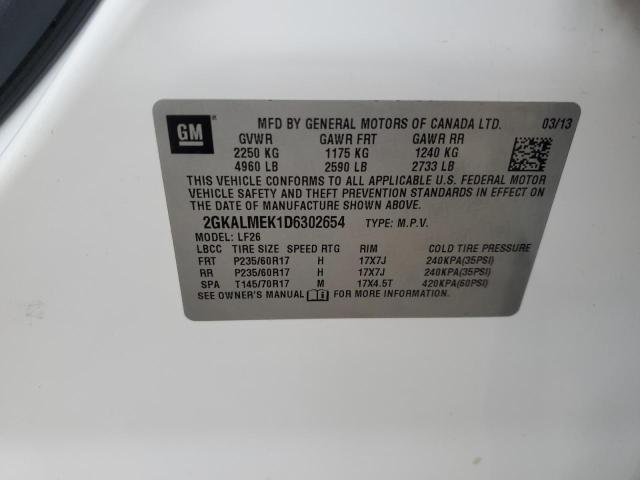 GM
MFD BY GENERAL MOTORS OF CANADA LTD. 03/13
GVWR GAWR FRT GAWR RR
2250 KG 1175 KG 1240 KG
4960 LB 2590 LB 2733 LB
THIS VEHICLE CONFORMS TO ALL APPLICABLE U.S. FEDERAL MOTOR
VEHICLE SAFETY AND THEFT PREVENTION STANDARDS IN EFFECT ON
THE DATE OF MANUFACTURE SHOWN ABOVE.
2GKALMEK1D6302654 TYPE: M.P.V.
MODEL: LF26
LBCC TIRE SIZE SPEED RTG RIM COLD TIRE PRESSURE
FRT P235/60R17 H 17X7J 240KPA(35PSI)
RR P235/60R17 H 17X7J 240KPA(35PSI)
SPA T145/70R17 M 17X4.5T 420KPA(60PSI)
SEE OWNER'S MANUAL FOR MORE INFORMATION.